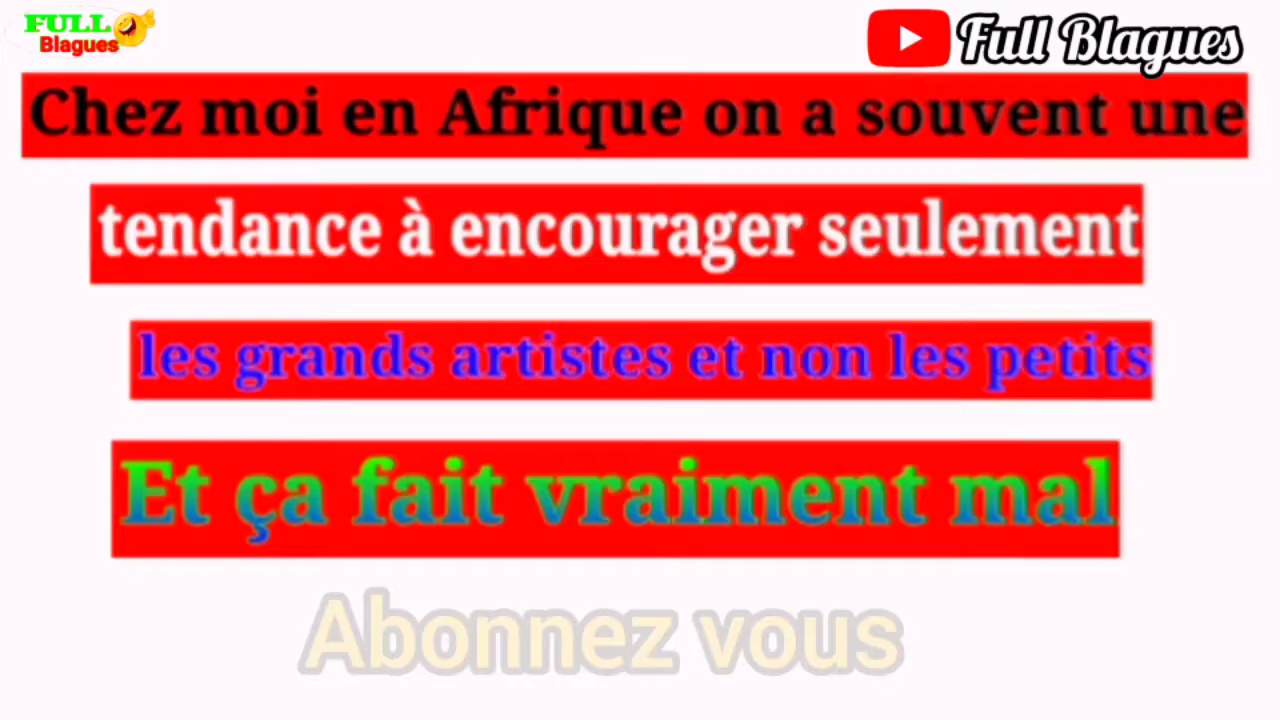 FULL
Blagues
Full Blagues
Chez moi en Afrique on a souvent une
tendance à encourager seulement
les grands artistes et non les petits
Et ça fait vraiment mal
Abonnez vous